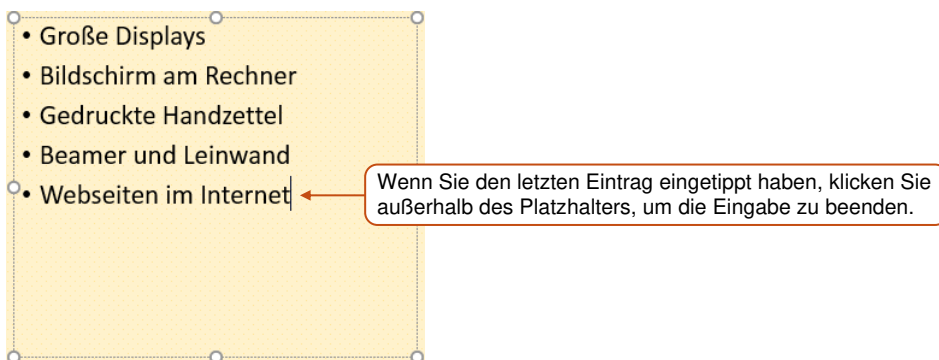 • Große Displays
• Bildschirm am Rechner
• Gedruckte Handzettel
• Beamer und Leinwand
• Webseiten im Internet
Wenn Sie den letzten Eintrag eingetippt haben, klicken Sie
außerhalb des Platzhalters, um die Eingabe zu beenden.